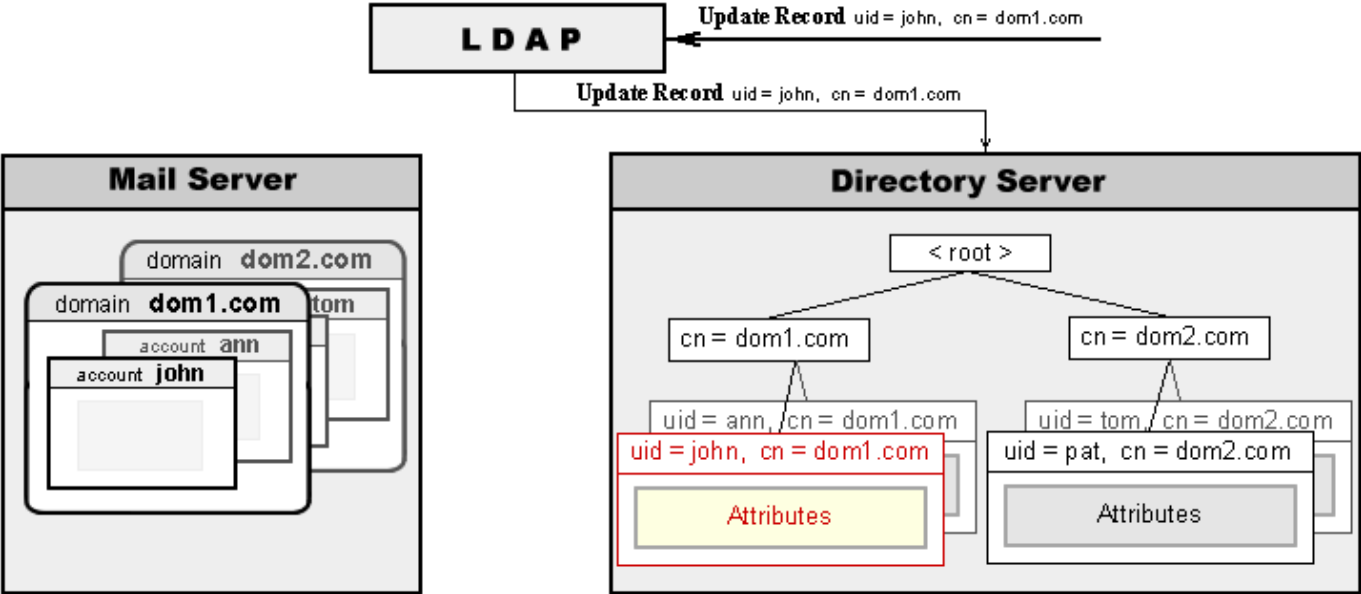 Update Record uid = john, cn = dom1.com
LDAP
Update Record uid = john, cn = dom1.com
Mail Server
domain dom2.com
domain dom1.com
tom
account ann
account john
Directory Server
< root >
cn = dom1.com
cn = dom2.com
uid = ann, cn = dom1.com
uid = tom, cn = dom2.com
uid = john, cn = dom1.com
uid = pat, cn = dom2.com
Attributes
Attributes